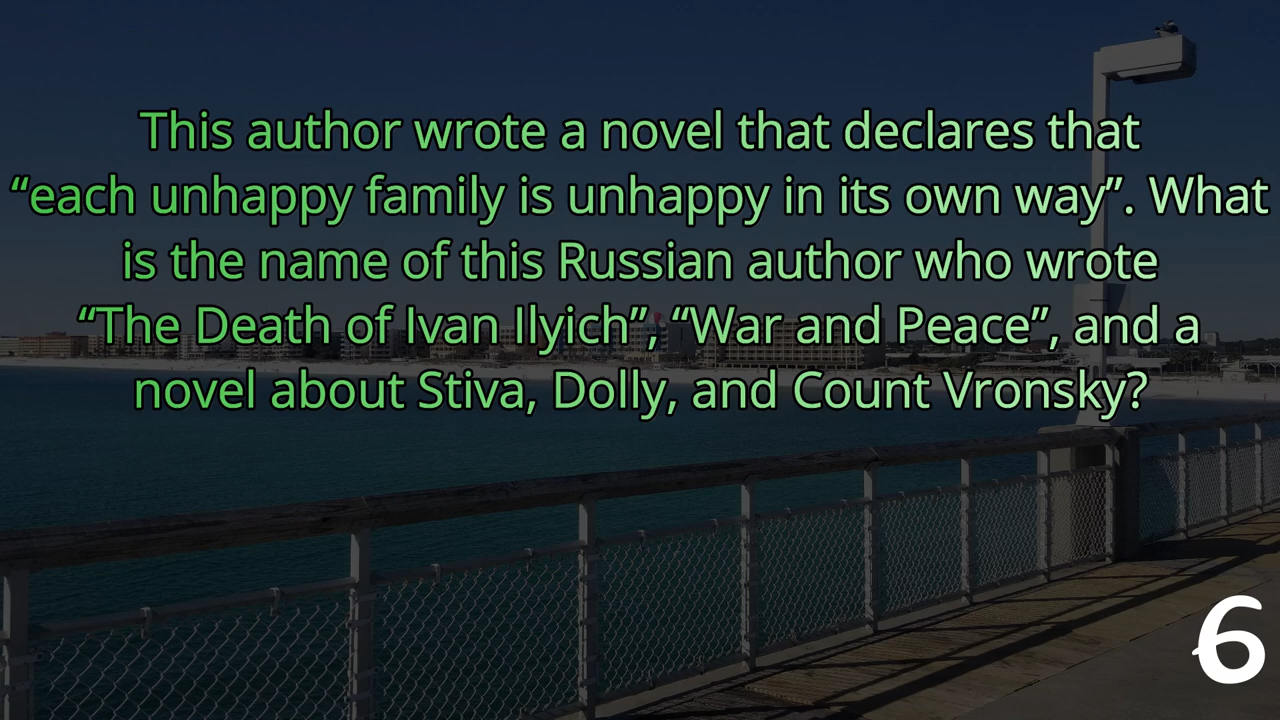 This author wrote a novel that declares that
“each unhappy family is unhappy in its own way”. What
is the name of this Russian author who wrote
“The Death of Ivan Ilyich”, “War and Peace”, and a
novel about Stiva, Dolly, and Count Vronsky?
6